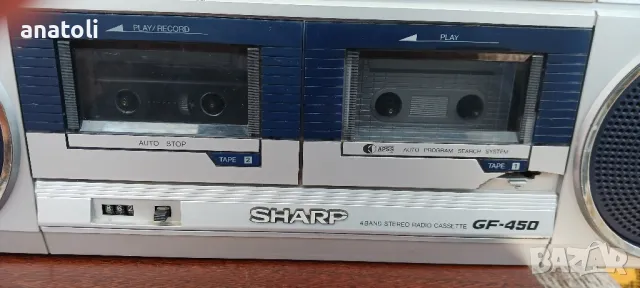 anatoli
PLAY/RECORD
PLAY
AUTO STOP
APSS AUTO PROGRAM SEARCH SYSTEM
TAPE 2
TAPE 1
SHARP
4 BAND STEREO RADIO CASSETTE GF-450
BAZAR